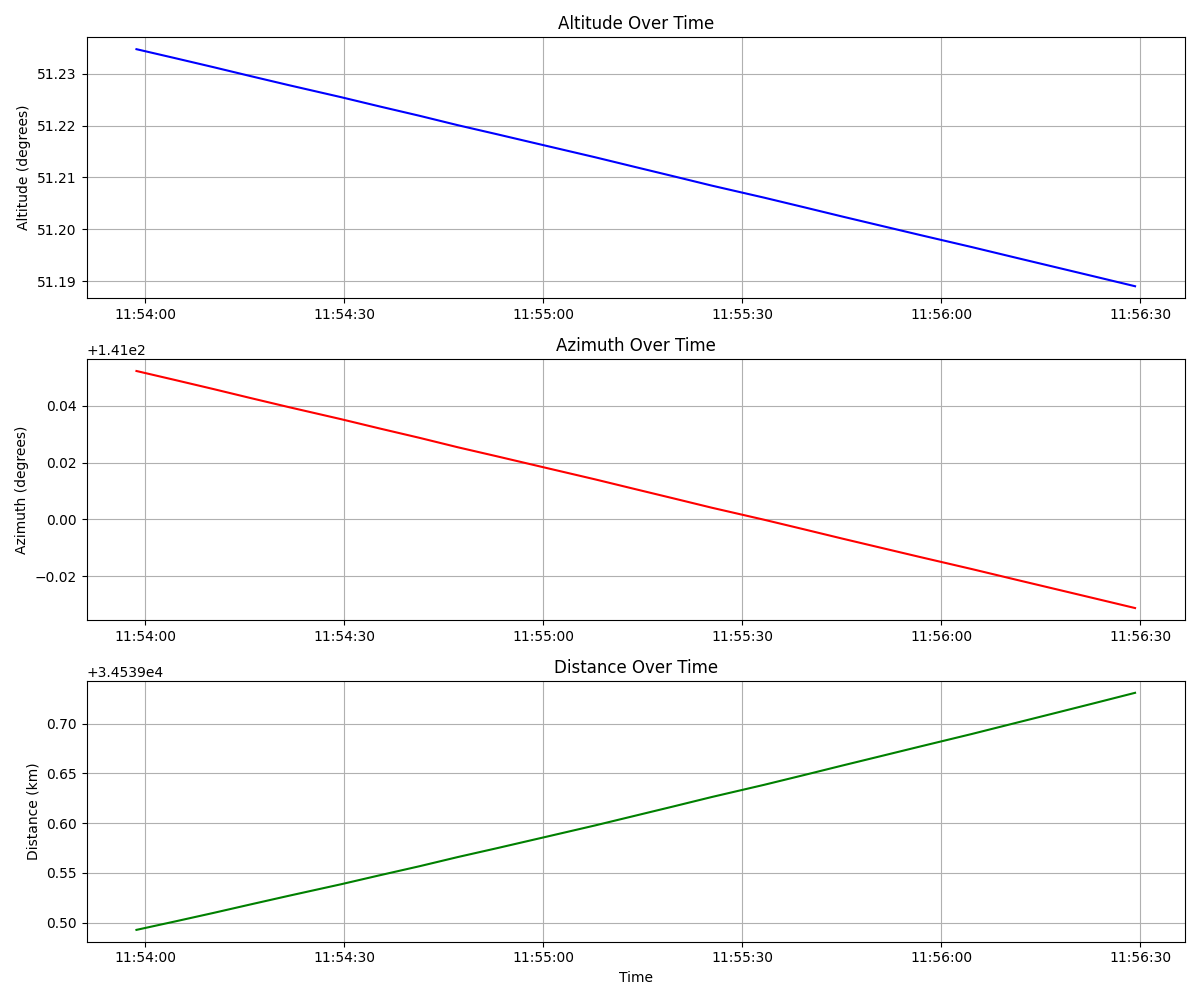 Altitude Over Time
Altitude (degrees)
51.23
51.22
51.21
51.20
51.19
11:54:00 11:54:30 11:55:00 11:55:30 11:56:00 11:56:30
Azimuth Over Time
+1.41e2
Azimuth (degrees)
0.04
0.02
0.00
−0.02
11:54:00 11:54:30 11:55:00 11:55:30 11:56:00 11:56:30
Distance Over Time
+3.4539e4
Distance (km)
0.70
0.65
0.60
0.55
0.50
11:54:00 11:54:30 11:55:00 11:55:30 11:56:00 11:56:30
Time